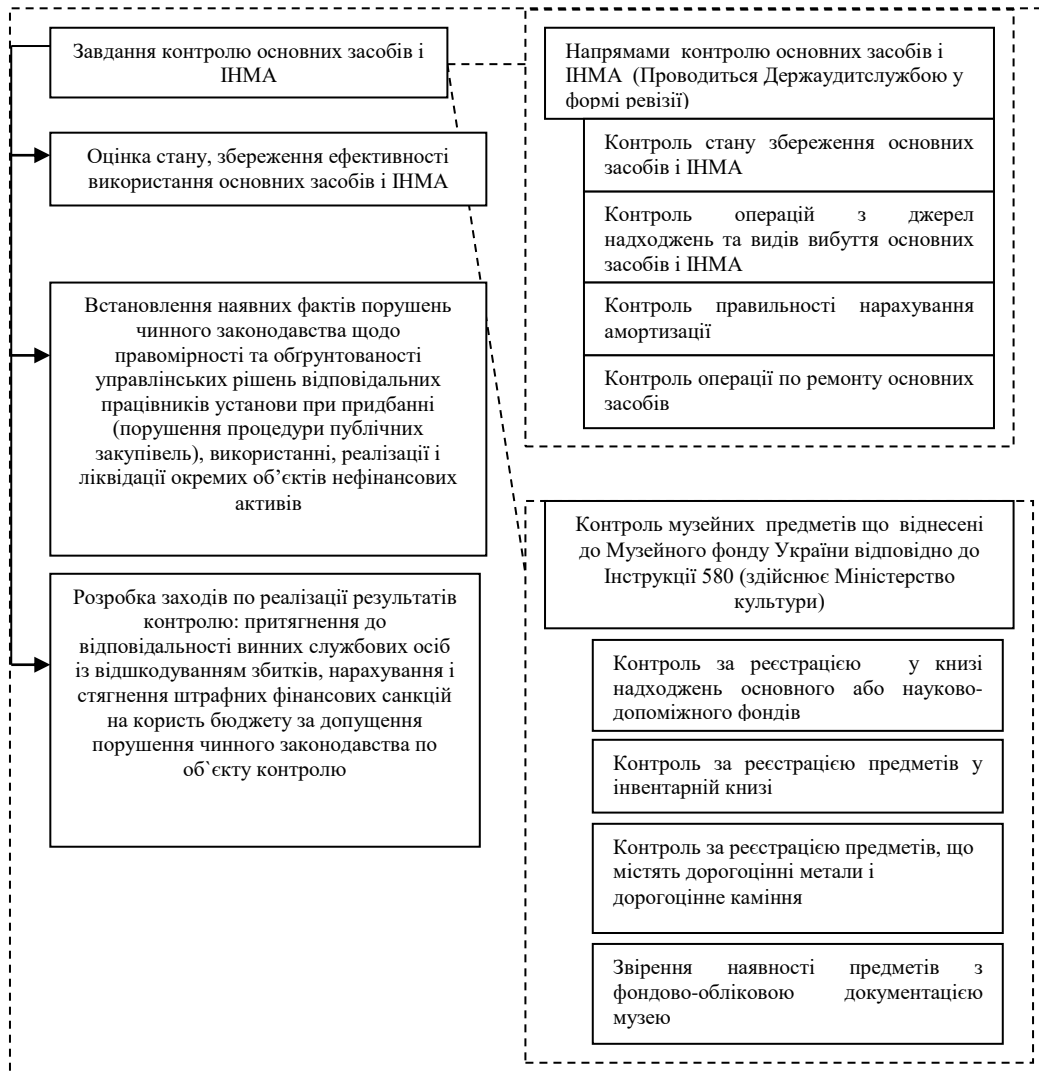 Завдання контролю основних засобів і
ІНМА
Оцінка стану, збереження ефективності
використання основних засобів і ІНМА
Встановлення наявних фактів порушень
чинного законодавства щодо
правомірності та обґрунтованості
управлінських рішень відповідальних
працівників установи при придбанні
(порушення процедури публічних
закупівель), використанні, реалізації і
ліквідації окремих об’єктів нефінансових
активів
Розробка заходів по реалізації результатів
контролю: притягнення до
відповідальності винних службових осіб
із відшкодуванням збитків, нарахування і
стягнення штрафних фінансових санкцій
на користь бюджету за допущення
порушення чинного законодавства по
об`єкту контролю
Напрямами контролю основних засобів і
ІНМА (Проводиться Держаудитслужбою у
формі ревізії)
Контроль стану збереження основних
засобів і ІНМА
Контроль операцій з джерел
надходжень та видів вибуття основних
засобів і ІНМА
Контроль правильності нарахування
амортизації
Контроль операції по ремонту основних
засобів
Контроль музейних предметів що віднесені
до Музейного фонду України відповідно до
Інструкції 580 (здійснює Міністерство
культури)
Контроль за реєстрацією у книзі
надходжень основного або науково-
допоміжного фондів
Контроль за реєстрацією предметів у
інвентарній книзі
Контроль за реєстрацією предметів, що
містять дорогоцінні метали і
дорогоцінне каміння
Звірення наявності предметів з
фондово-обліковою документацією
музею